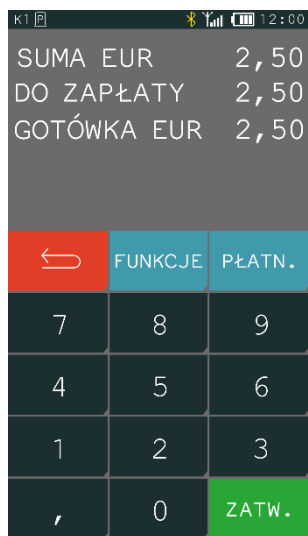 K1 P 12:00
SUMA EUR 2,50
DO ZAPŁATY 2,50
GOTÓWKA EUR 2,50
FUNKCJE PŁATN.
7 8 9
4 5 6
1 2 3
, 0 ZATW.